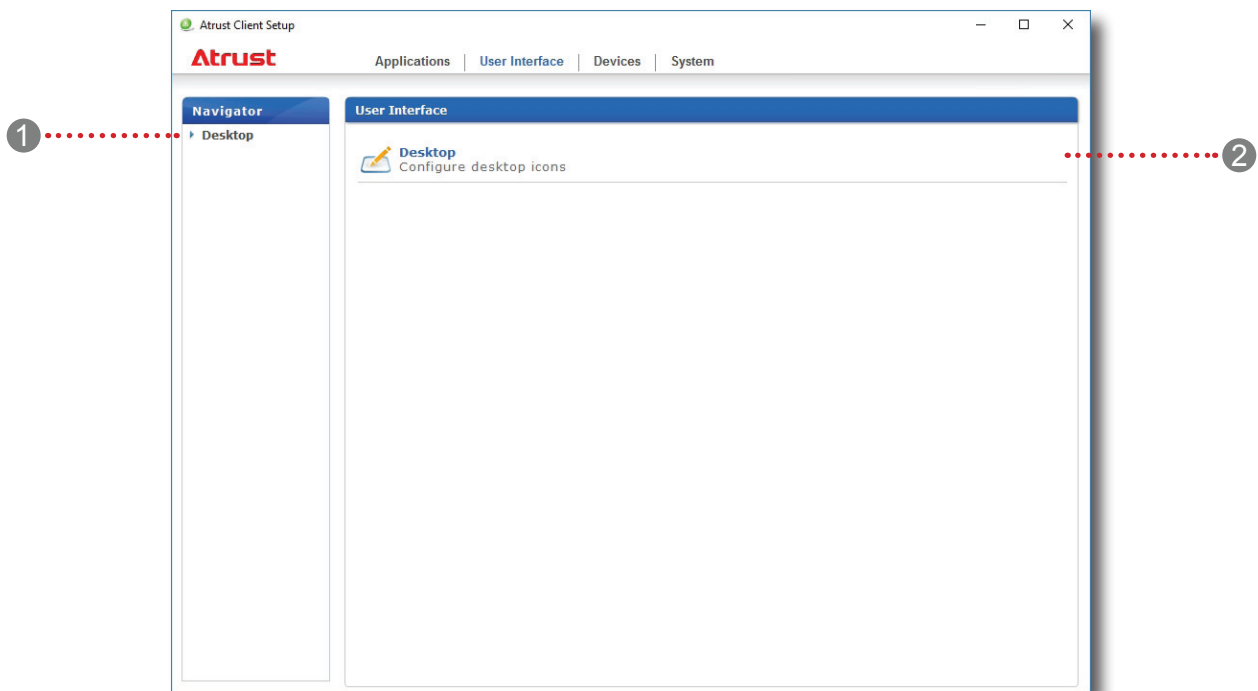 Atrust Client Setup
Atrust
Applications | User Interface | Devices | System
Navigator
User Interface
1
Desktop
Desktop
Configure desktop icons
2